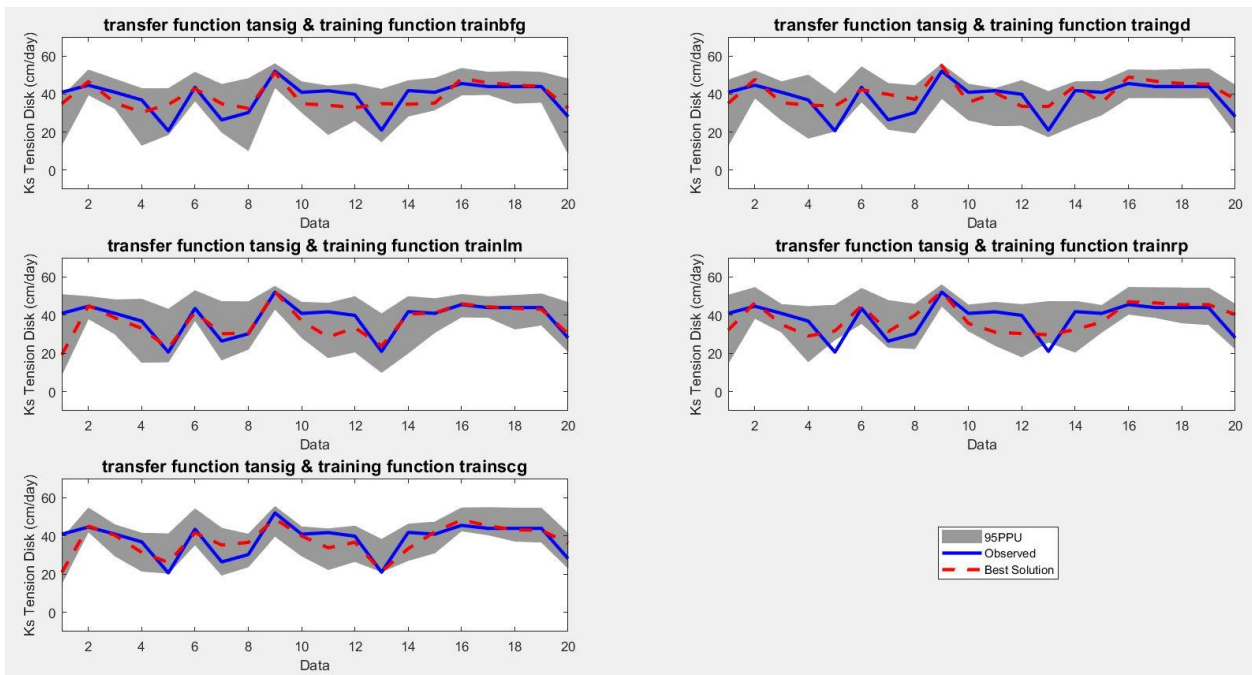 transfer function tansig & training function trainbfg
Ks Tension Disk (cm/day)
60
40
20
0
2 4 6 8 10 12 14 16 18 20
Data
transfer function tansig & training function traingd
Ks Tension Disk (cm/day)
60
40
20
0
2 4 6 8 10 12 14 16 18 20
Data
transfer function tansig & training function trainlm
Ks Tension Disk (cm/day)
60
40
20
0
2 4 6 8 10 12 14 16 18 20
Data
transfer function tansig & training function trainrp
Ks Tension Disk (cm/day)
60
40
20
0
2 4 6 8 10 12 14 16 18 20
Data
transfer function tansig & training function trainscg
Ks Tension Disk (cm/day)
60
40
20
0
2 4 6 8 10 12 14 16 18 20
Data
95PPU
Observed
Best Solution